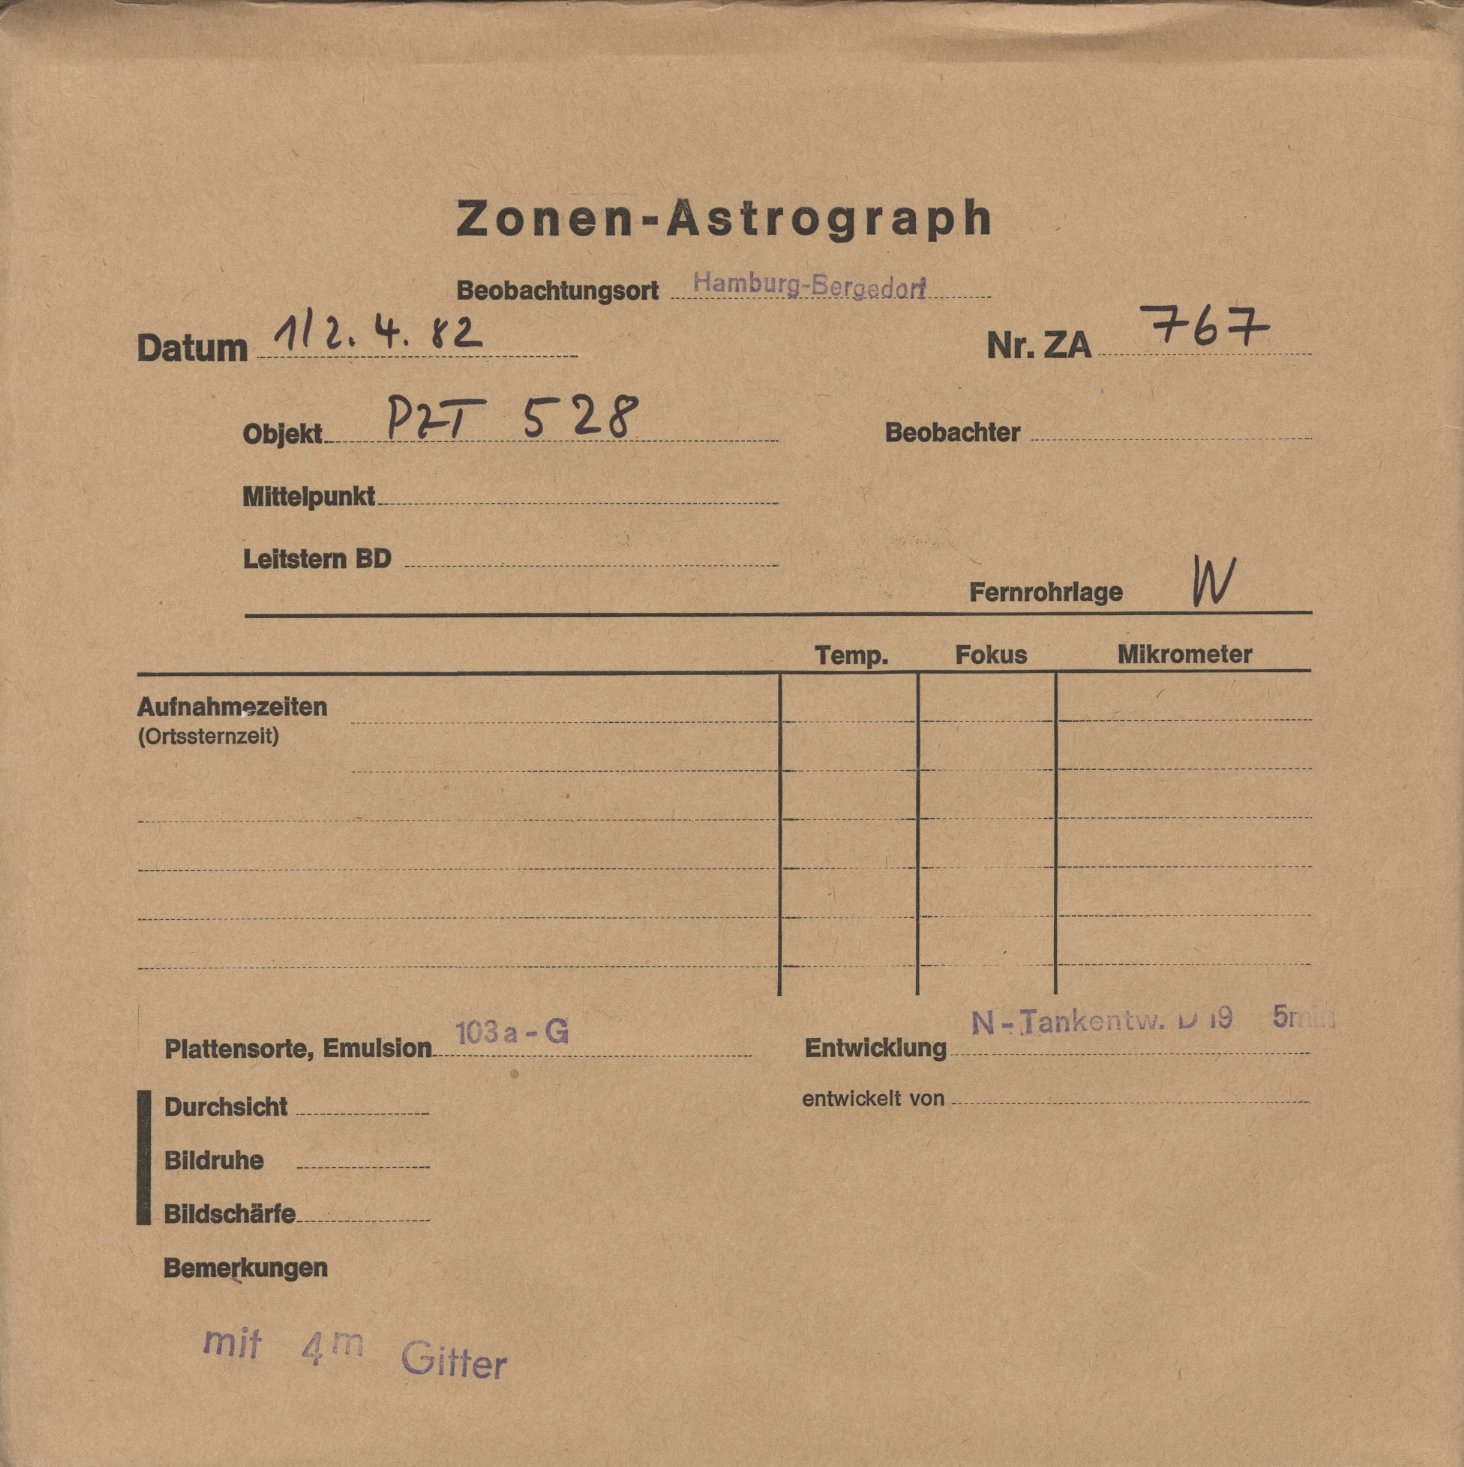 Zonen-Astrograph
Beobachtungsort Hamburg-Bergedorf
Datum 1/2. 4. 82 Nr. ZA 767
Objekt PZT 528 Beobachter
Mittelpunkt
Leitstern BD
Fernrohrlage W
Temp. Fokus Mikrometer
Aufnahmezeiten
(Ortssternzeit)
Plattensorte, Emulsion 103a-G Entwicklung N-Tankentw. D19 5min
Durchsicht entwickelt von
Bildruhe
Bildschärfe
Bemerkungen
mit 4m Gitter